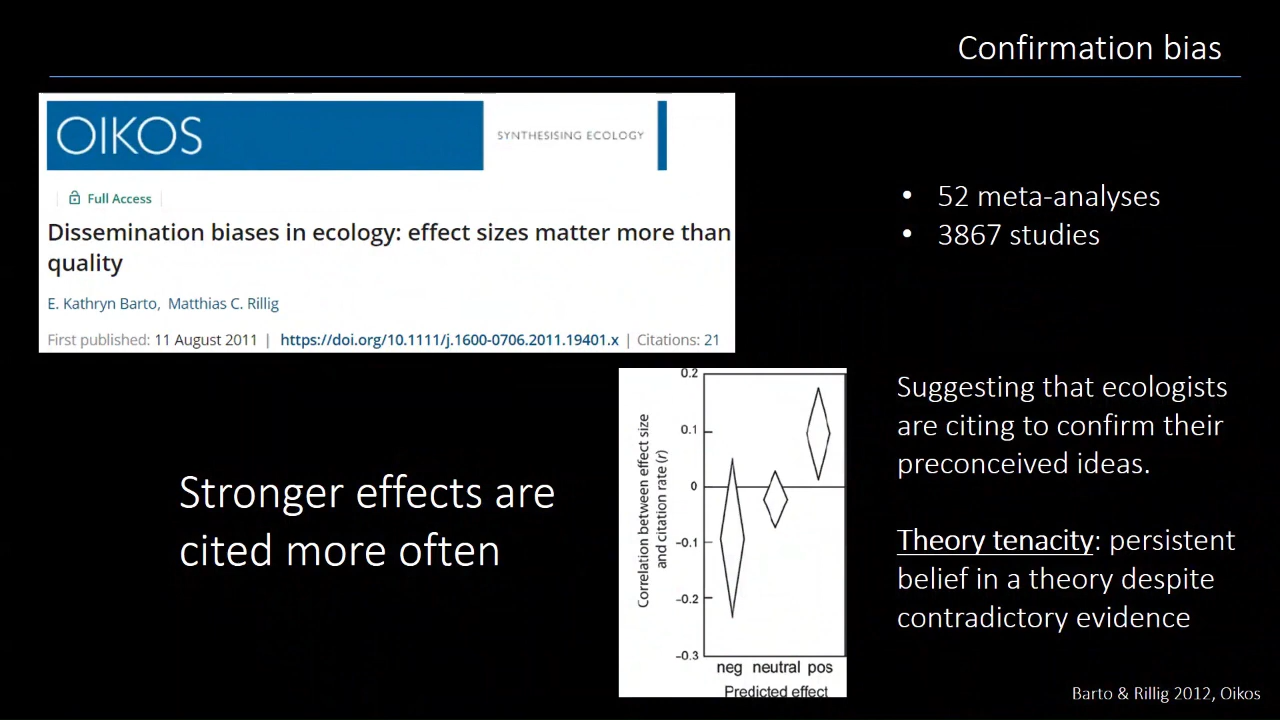 Confirmation bias
OIKOS
SYNTHESISING ECOLOGY
Full Access
Dissemination biases in ecology: effect sizes matter more than
quality
E. Kathryn Barto, Matthias C. Rillig
First published: 11 August 2011 | https://doi.org/10.1111/j.1600-0706.2011.19401.x | Citations: 21
• 52 meta-analyses
• 3867 studies
Stronger effects are
cited more often
Correlation between effect size
and citation rate (r)
0.2
0.1
0
-0.1
-0.2
-0.3
neg neutral pos
Predicted effect
Suggesting that ecologists
are citing to confirm their
preconceived ideas.
Theory tenacity: persistent
belief in a theory despite
contradictory evidence
Barto & Rillig 2012, Oikos